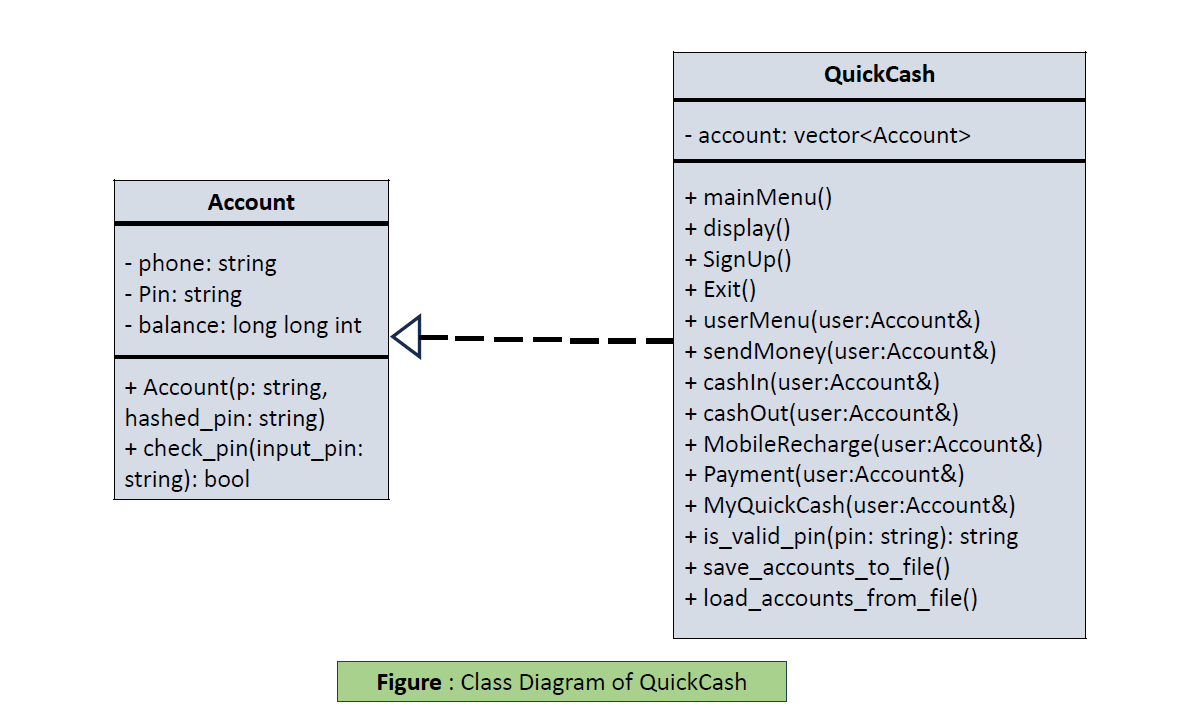 QuickCash
- account: vector<Account>
+ mainMenu()
+ display()
+ SignUp()
+ Exit()
+ userMenu(user:Account&)
+ sendMoney(user:Account&)
+ cashIn(user:Account&)
+ cashOut(user:Account&)
+ MobileRecharge(user:Account&)
+ Payment(user:Account&)
+ MyQuickCash(user:Account&)
+ is_valid_pin(pin: string): string
+ save_accounts_to_file()
+ load_accounts_from_file()
Account
- phone: string
- Pin: string
- balance: long long int
+ Account(p: string,
hashed_pin: string)
+ check_pin(input_pin:
string): bool
Figure : Class Diagram of QuickCash